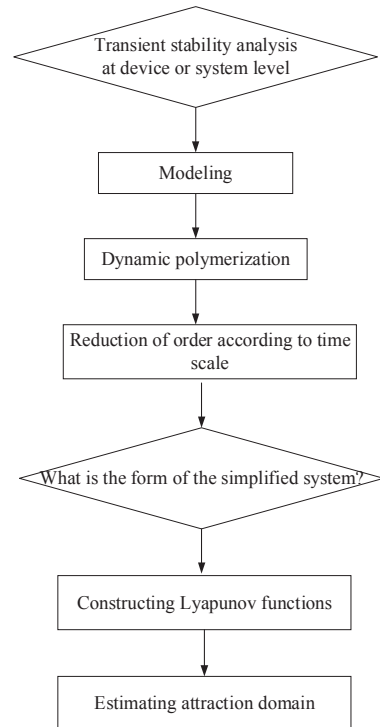 Transient stability analysis
at device or system level
Modeling
Dynamic polymerization
Reduction of order according to time
scale
What is the form of the simplified system?
Constructing Lyapunov functions
Estimating attraction domain